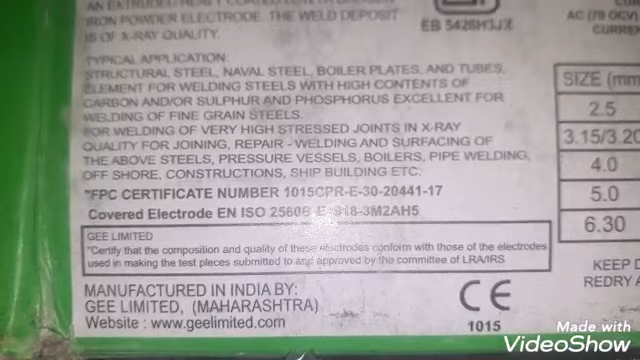 AN EXTRUDED HEAVY COATED LOW HYDROGEN
IRON POWDER ELECTRODE. THE WELD DEPOSIT
IS OF X-RAY QUALITY.
EB 5426H3JX
AC (70 OCV)
CURREN
TYPICAL APPLICATION
STRUCTURAL STEEL, NAVAL STEEL, BOILER PLATES, AND TUBES,
ELEMENT FOR WELDING STEELS WITH HIGH CONTENTS OF
CARBON AND/OR SULPHUR AND PHOSPHORUS EXCELLENT FOR
WELDING OF FINE GRAIN STEELS.
FOR WELDING OF VERY HIGH STRESSED JOINTS IN X-RAY
QUALITY FOR JOINING, REPAIR - WELDING AND SURFACING OF
THE ABOVE STEELS, PRESSURE VESSELS, BOILERS, PIPE WELDING,
OFF SHORE, CONSTRUCTIONS, SHIP BUILDING ETC.
"FPC CERTIFICATE NUMBER 1015CPR-E-30-20441-17
Covered Electrode EN ISO 2560B-E 4918-3M2AH5
SIZE (mm
2.5
3.15/3.20
4.0
5.0
6.30
GEE LIMITED
"Certify that the composition and quality of these electrodes conform with those of the electrodes
used in making the test pieces submitted to and approved by the committee of LRA/IRS
MANUFACTURED IN INDIA BY:
GEE LIMITED, (MAHARASHTRA)
Website : www.geelimited.com
CE
1015
KEEP D
REDRY A
Made with
VideoShow